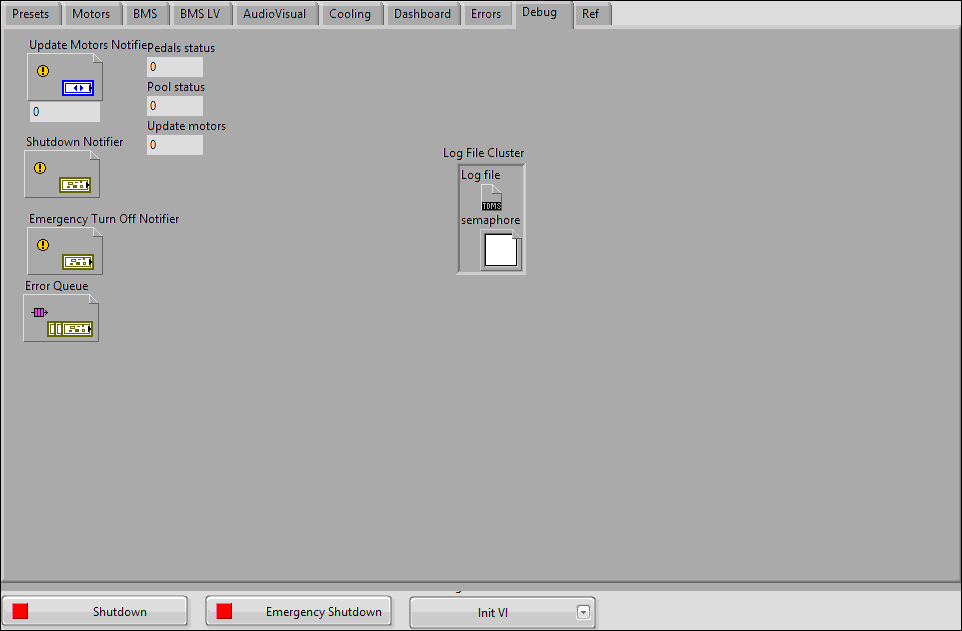 Presets Motors BMS BMS LV AudioVisual Cooling Dashboard Errors Debug Ref
Update Motors Notifier
Pedals status
0
0
Pool status
0
Update motors
0
Shutdown Notifier
Emergency Turn Off Notifier
Error Queue
Log File Cluster
Log file
TDMS
semaphore
Shutdown Emergency Shutdown Init VI